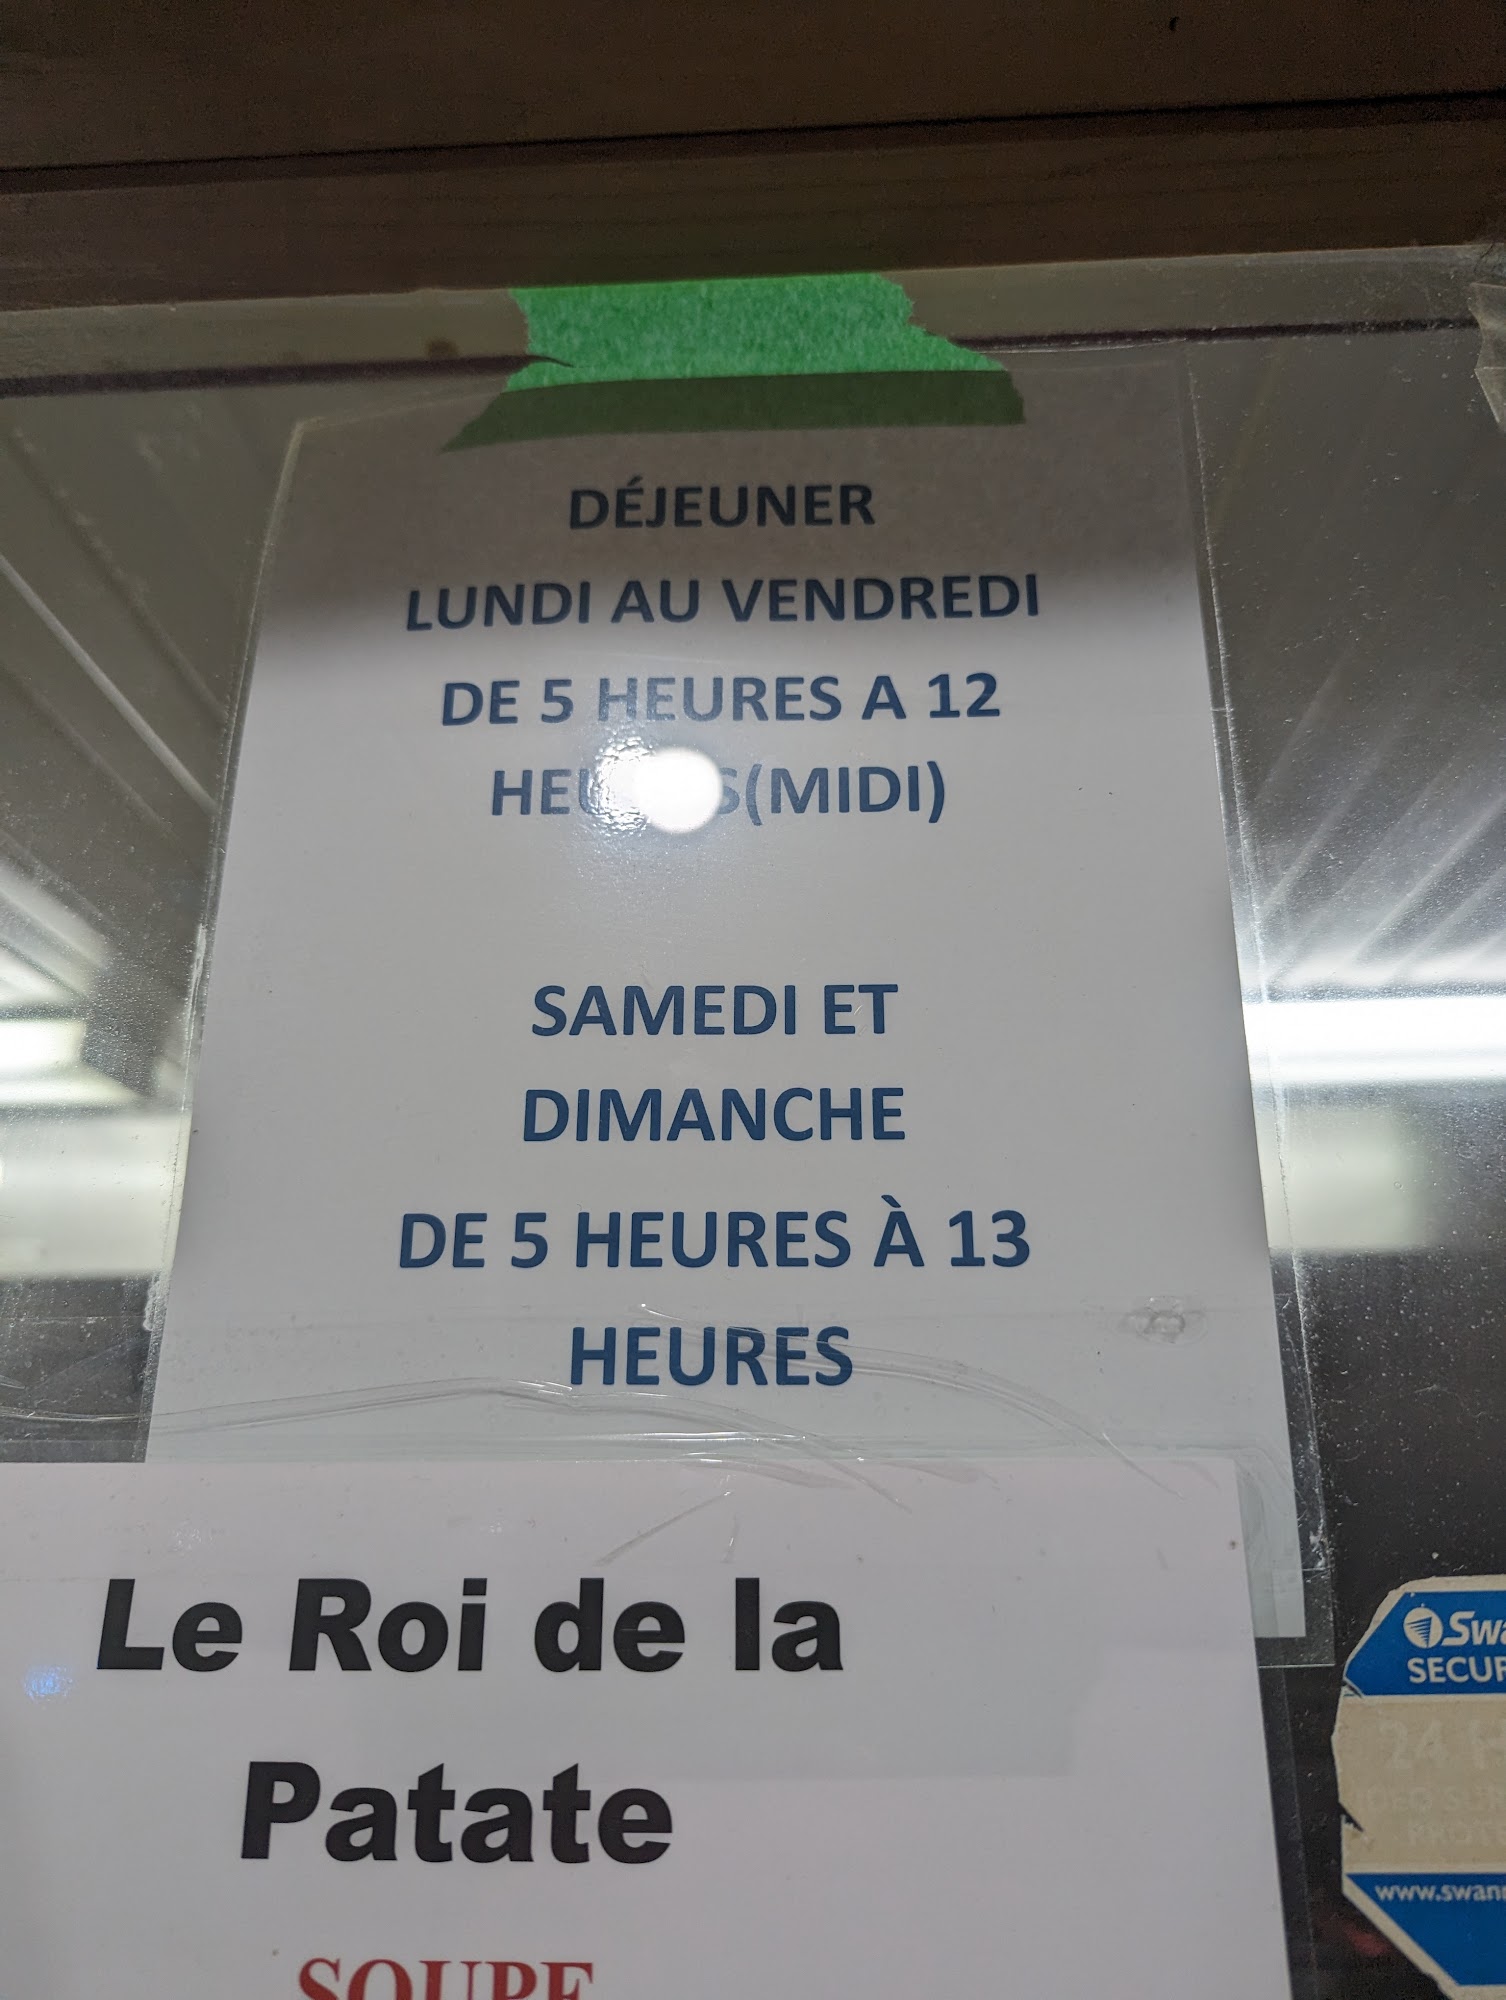 DÉJEUNER
LUNDI AU VENDREDI
DE 5 HEURES A 12
(MIDI)
SAMEDI ET
DIMANCHE
DE 5 HEURES À 13
HEURES
Le Roi de la
Patate
SOUPE